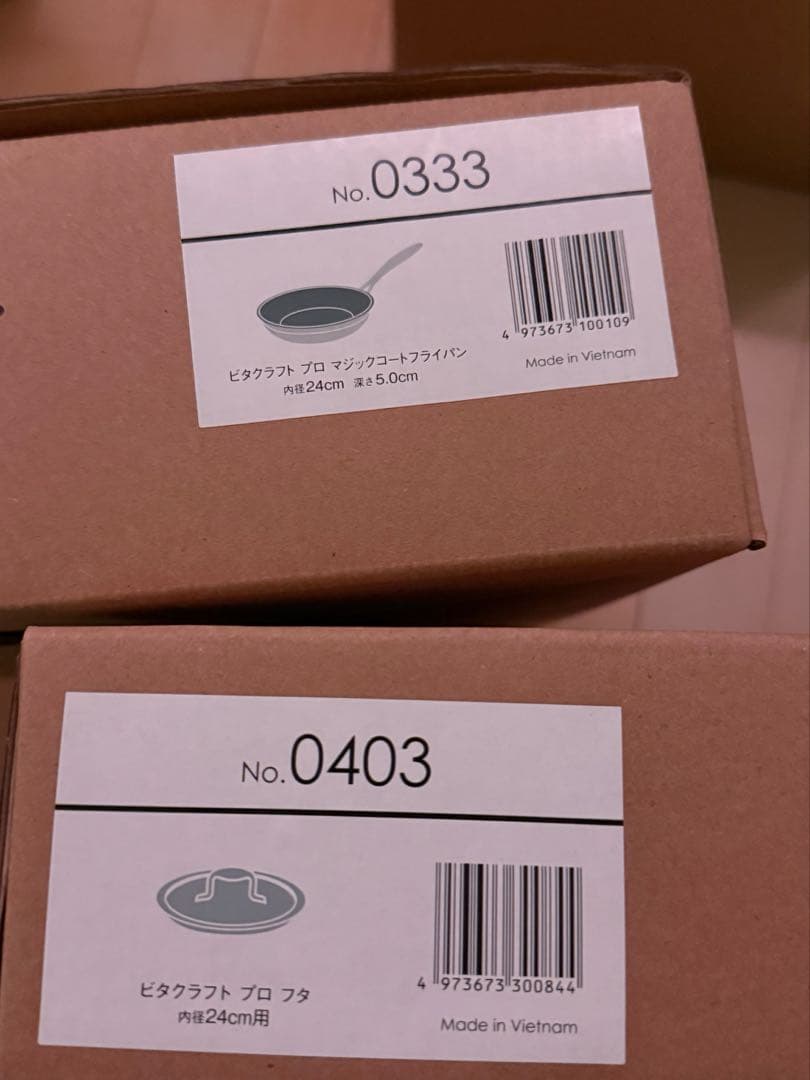 No.0333
ビタクラフト プロ マジックコートフライパン
内径24cm 深さ5.0cm
4 973673 100109
Made in Vietnam
No.0403
ビタクラフト プロ フタ
内径24cm用
4 973673 300844
Made in Vietnam